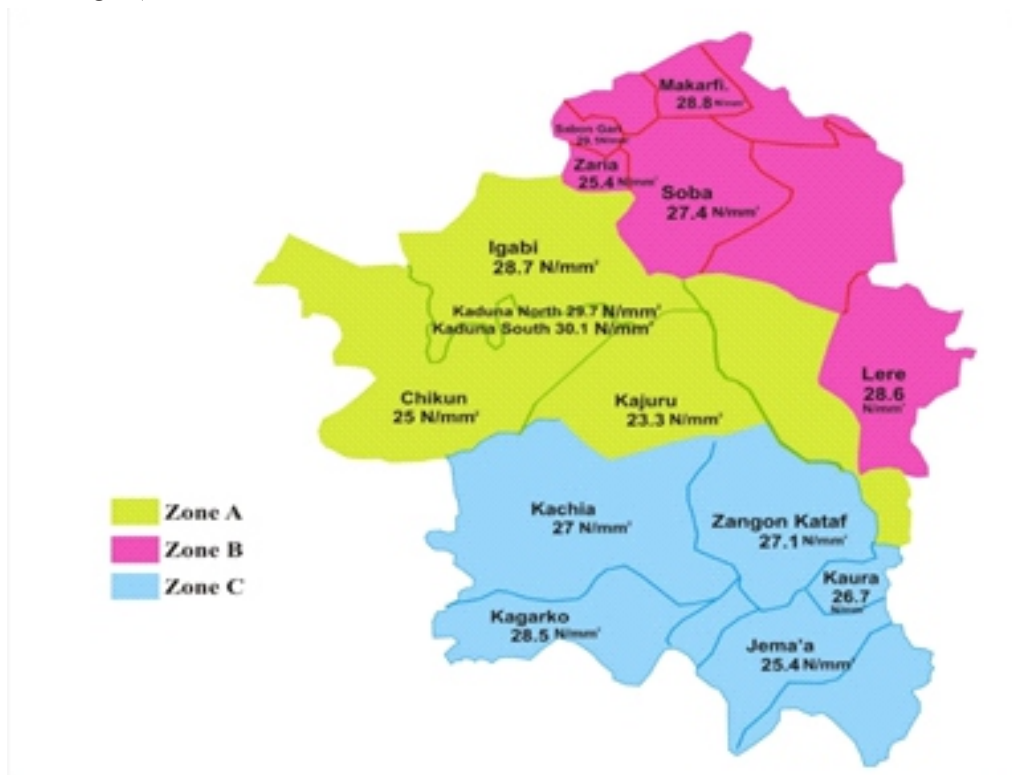 Makarfi.
28.8 N/mm²
Sabon Gari
29.1 N/mm²
Zaria
25.4 N/mm²
Soba
27.4 N/mm²
Igabi
28.7 N/mm²
Kaduna North 29.7 N/mm²
Kaduna South 30.1 N/mm²
Lere
28.6
N/mm²
Chikun
25 N/mm²
Kajuru
23.3 N/mm²
Kachia
27 N/mm²
Zangon Kataf
27.1 N/mm²
Kaura
26.7
N/mm²
Kagarko
28.5 N/mm²
Jema'a
25.4 N/mm²
Zone A
Zone B
Zone C